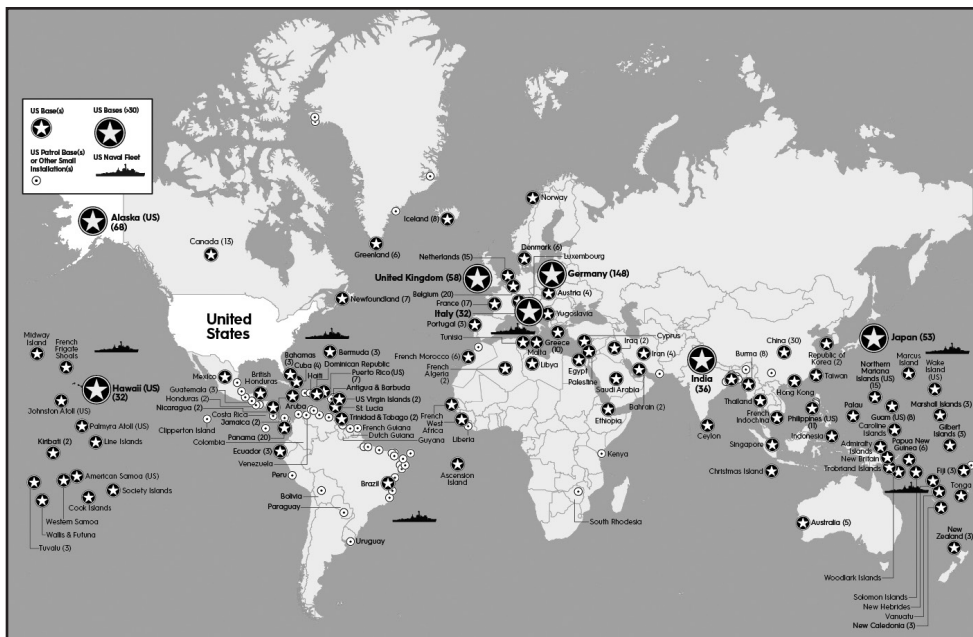 US Base(s)
US Bases (>30)
US Patrol Base(s)
or Other Small
Installation(s)
US Naval Fleet
Alaska (US)
(68)
Canada (13)
Iceland (8)
Greenland (6)
Norway
Denmark (6)
Luxembourg
Netherlands (15)
United Kingdom (58)
Germany (148)
Belgium (20)
Austria (4)
France (17)
Italy (32)
Yugoslavia
Portugal (3)
Newfoundland (7)
United
States
Tunisia
Greece
(10)
Cyprus
Malta
Iraq (2)
Iran (4)
Palestine
Egypt
Libya
Saudi Arabia
Bahrain (2)
Ethiopia
French Morocco (6)
French
Algeria (2)
French
West
Africa
Liberia
Ascension
Island
Kenya
South Rhodesia
Midway
Island
French
Frigate
Shoals
Hawaii (US)
(32)
Johnston Atoll (US)
Palmyra Atoll (US)
Kiribati (2)
Line Islands
American Samoa (US)
Society Islands
Cook Islands
Western Samoa
Wallis & Futuna
Tuvalu (3)
Mexico
British
Honduras
Guatemala (3)
Honduras (2)
Nicaragua (2)
Costa Rica
Jamaica (2)
Clipperton Island
Panama (20)
Colombia
Ecuador (3)
Venezuela
Peru
Bolivia
Paraguay
Uruguay
Brazil
Bahamas
(3)
Bermuda (3)
Cuba (4)
Haiti
Dominican Republic
Puerto Rico(US)
(7)
Antigua & Barbuda
US Virgin Islands (2)
St. Lucia
Trinidad & Tobago (2)
Aruba
French Guiana
Dutch Guiana
Guyana
India
(36)
Ceylon
Burma (8)
China (30)
Thailand
French
Indochina
Hong Kong
Taiwan
Republic of
Korea (2)
Japan (53)
Singapore
Christmas Island
Indonesia
Philippines (US)
(11)
Palau
Northern
Mariana
Islands (US)
(15)
Marcus
Island
Wake
Island
(US)
Guam (US) (8)
Caroline
Islands
Marshall Islands (3)
Gilbert
Islands (3)
Admiralty
Islands
Papua New
Guinea (6)
New Britain
Trobriand Islands
Fiji (3)
Tonga
Australia (5)
New
Zealand (3)
Woodlark Islands
Solomon Islands
New Hebrides
Vanuatu
New Caledonia (3)